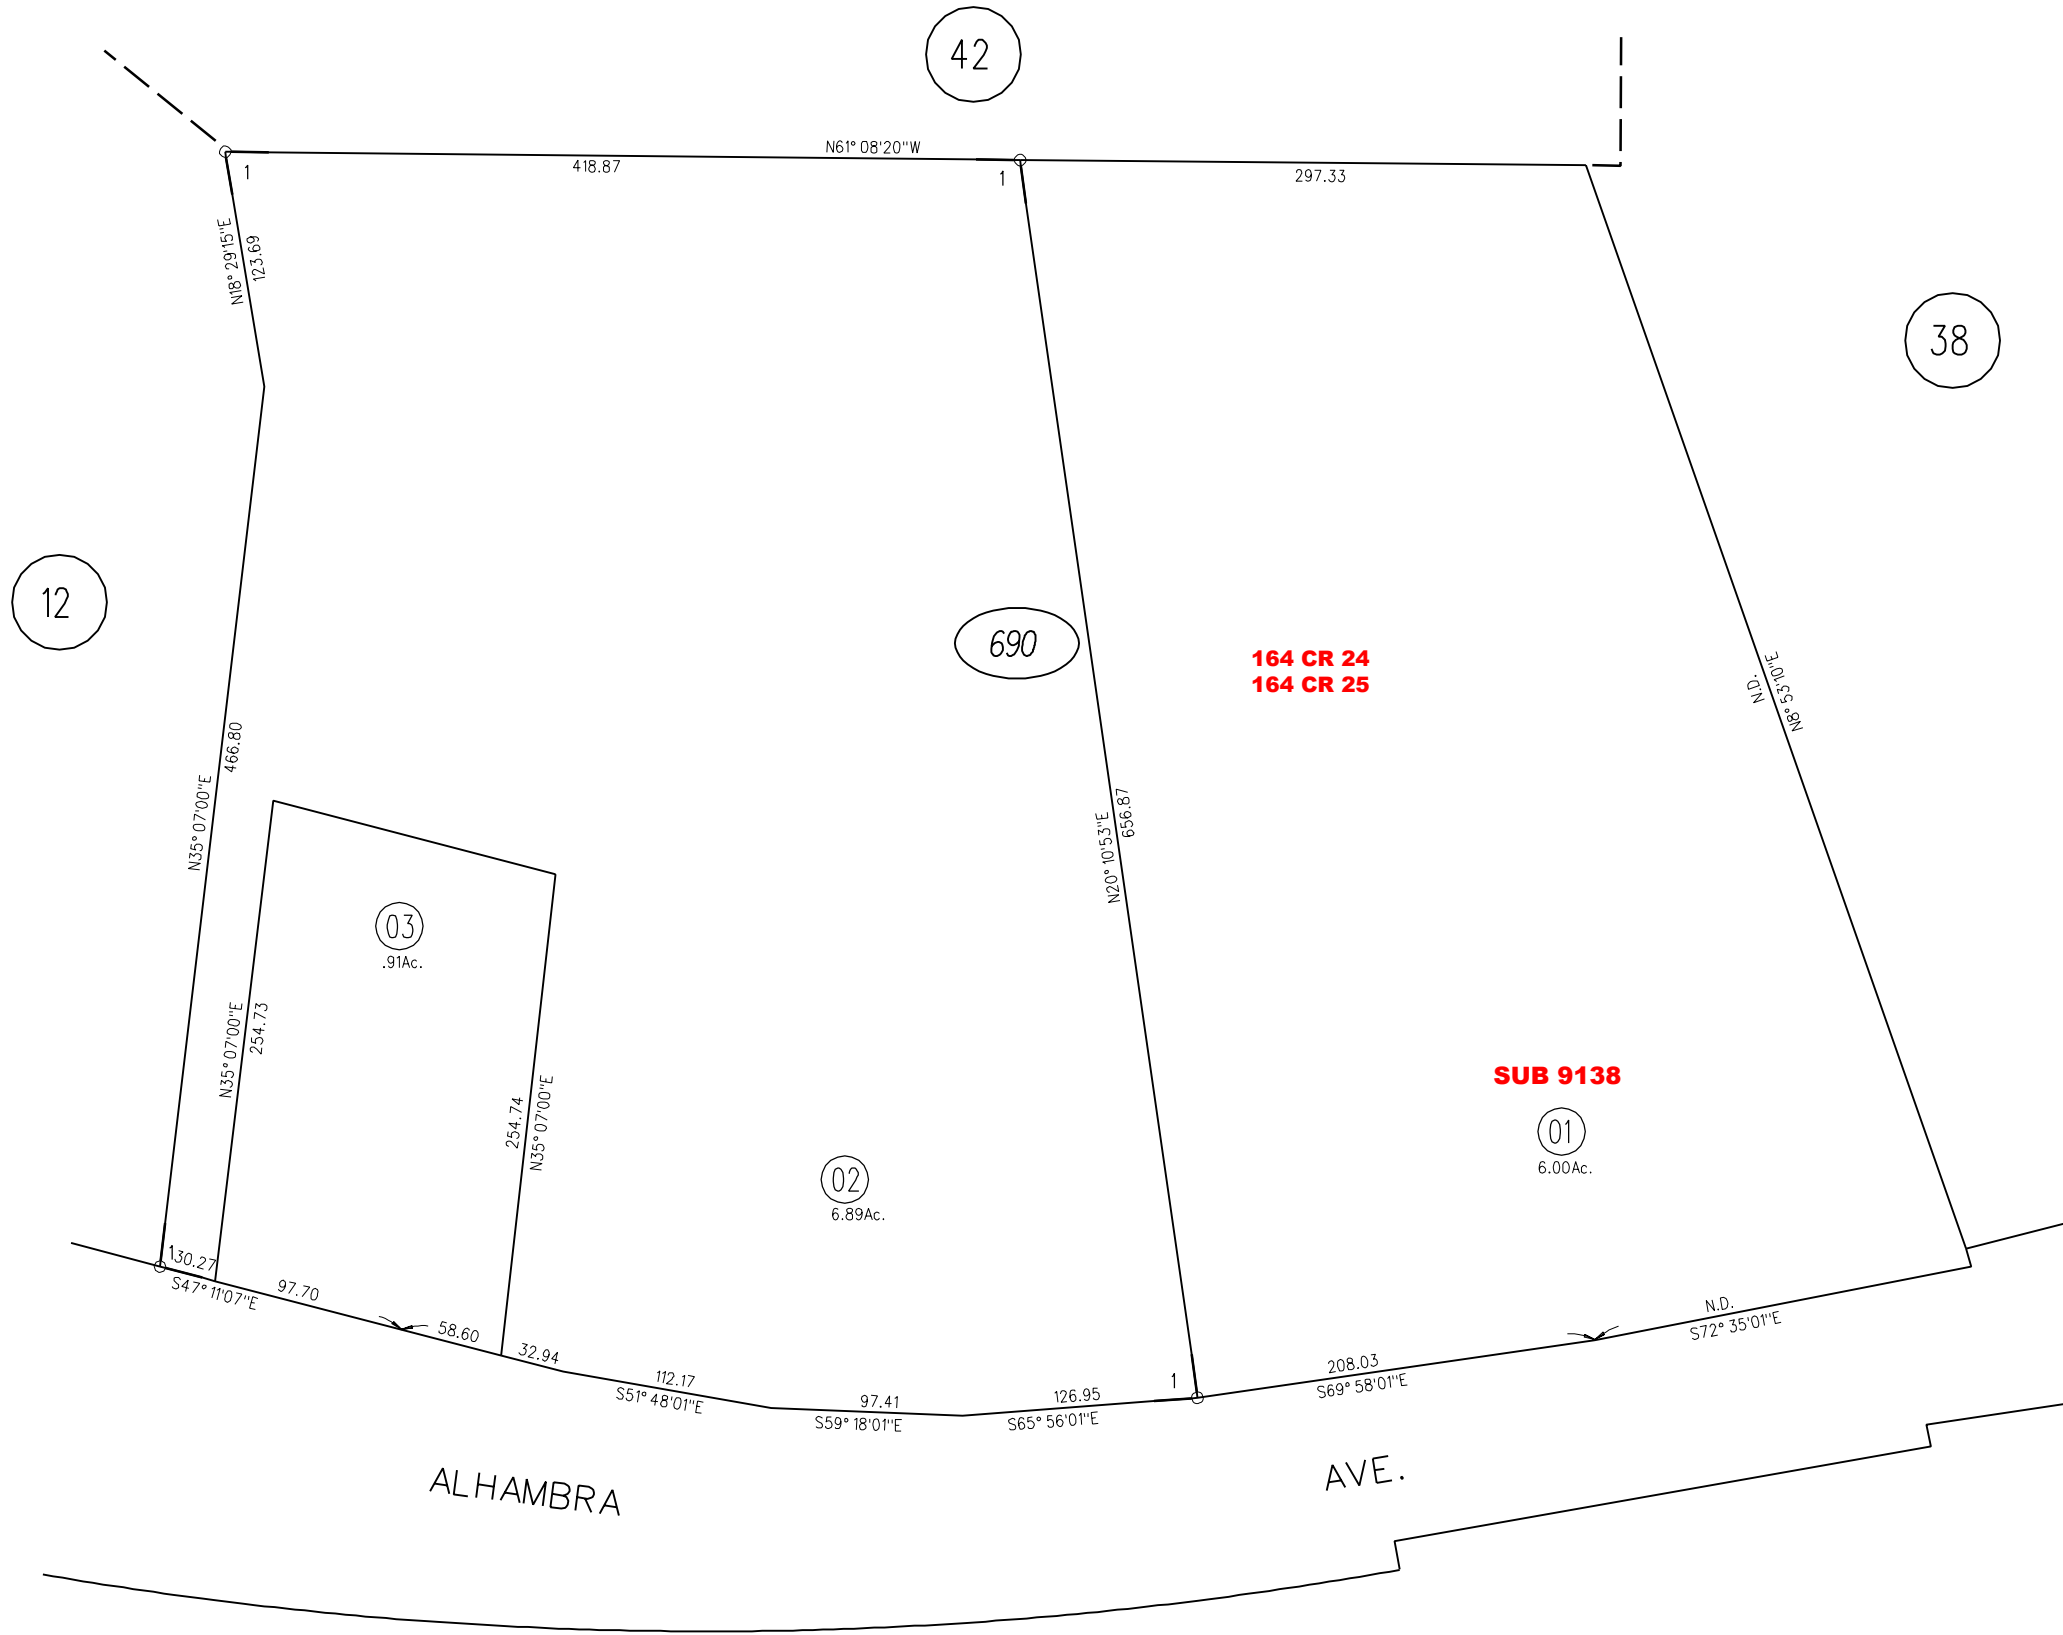 42
N61° 08'20"W
418.87
1
1
297.33
N18° 29'15"E
123.69
38
12
690
164 CR 24
164 CR 25
N8° 53'10"E
N.D.
466.80
N35° 07'00"E
656.87
N20° 10'53"E
03
.91Ac.
N35° 07'00"E
254.73
254.74
N35° 07'00"E
SUB 9138
01
6.00Ac.
02
6.89Ac.
1
30.27
S47° 11'07"E
97.70
58.60
32.94
112.17
S51° 48'01"E
97.41
S59° 18'01"E
126.95
S65° 56'01"E
1
208.03
S69° 58'01"E
N.D.
S72° 35'01"E
ALHAMBRA AVE.